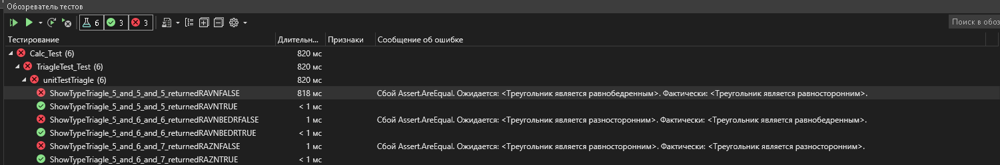 Обозреватель тестов
6 3 3
Поиск в обоз
Тестирование Длительн... Признаки Сообщение об ошибке
Calc_Test (6) 820 мс
TriagleTest_Test (6) 820 мс
unitTestTriagle (6) 820 мс
ShowTypeTriagle_5_and_5_and_5_returnedRAVNFALSE 818 мс Сбой Assert.AreEqual. Ожидается: <Треугольник является равнобедренным>. Фактически: <Треугольник является равносторонним>.
ShowTypeTriagle_5_and_5_and_5_returnedRAVNTRUE < 1 мс
ShowTypeTriagle_5_and_6_and_6_returnedRAVNBEDRFALSE 1 мс Сбой Assert.AreEqual. Ожидается: <Треугольник является разносторонним>. Фактически: <Треугольник является равнобедренным>.
ShowTypeTriagle_5_and_6_and_6_returnedRAVNBEDRTRUE < 1 мс
ShowTypeTriagle_5_and_6_and_7_returnedRAZNFALSE 1 мс Сбой Assert.AreEqual. Ожидается: <Треугольник является равносторонним>. Фактически: <Треугольник является разносторонним>.
ShowTypeTriagle_5_and_6_and_7_returnedRAZNTRUE < 1 мс